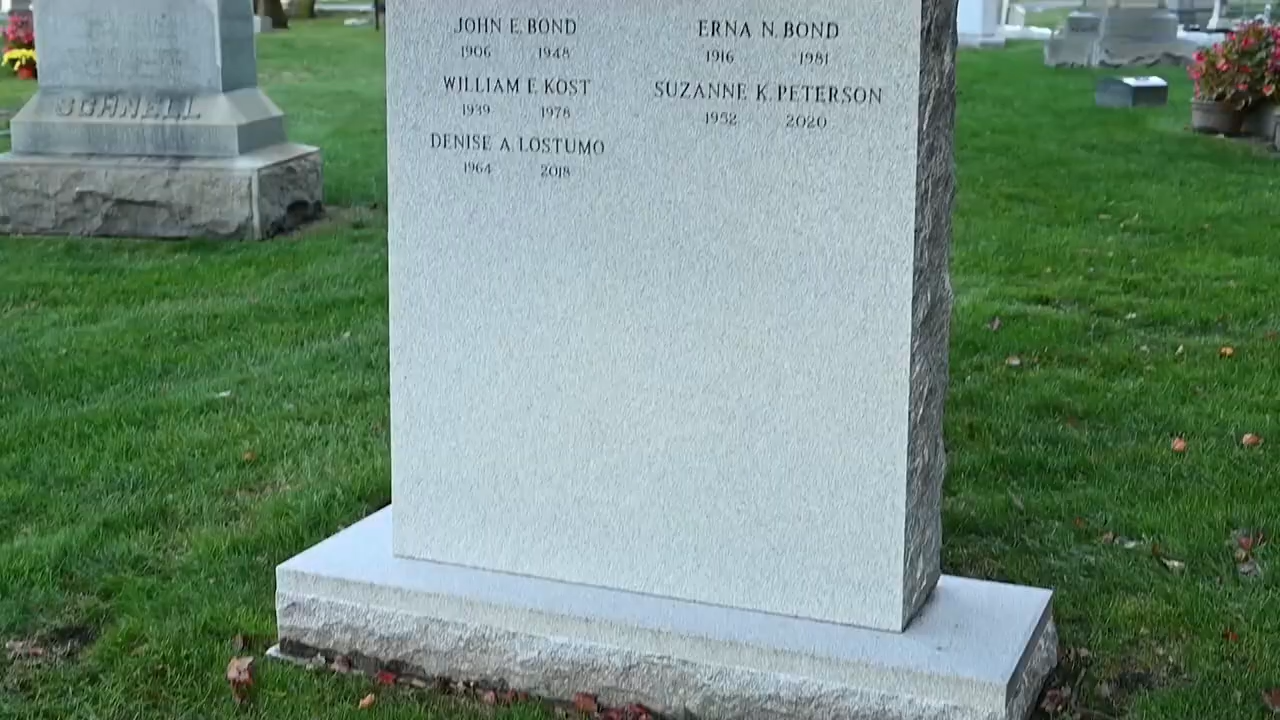 JOHN E. BOND
1906 1948
ERNA N. BOND
1916 1981
WILLIAM F. KOST
1939 1978
SUZANNE K. PETERSON
1952 2020
DENISE A. LOSTUMO
1964 2018
SCHNELL